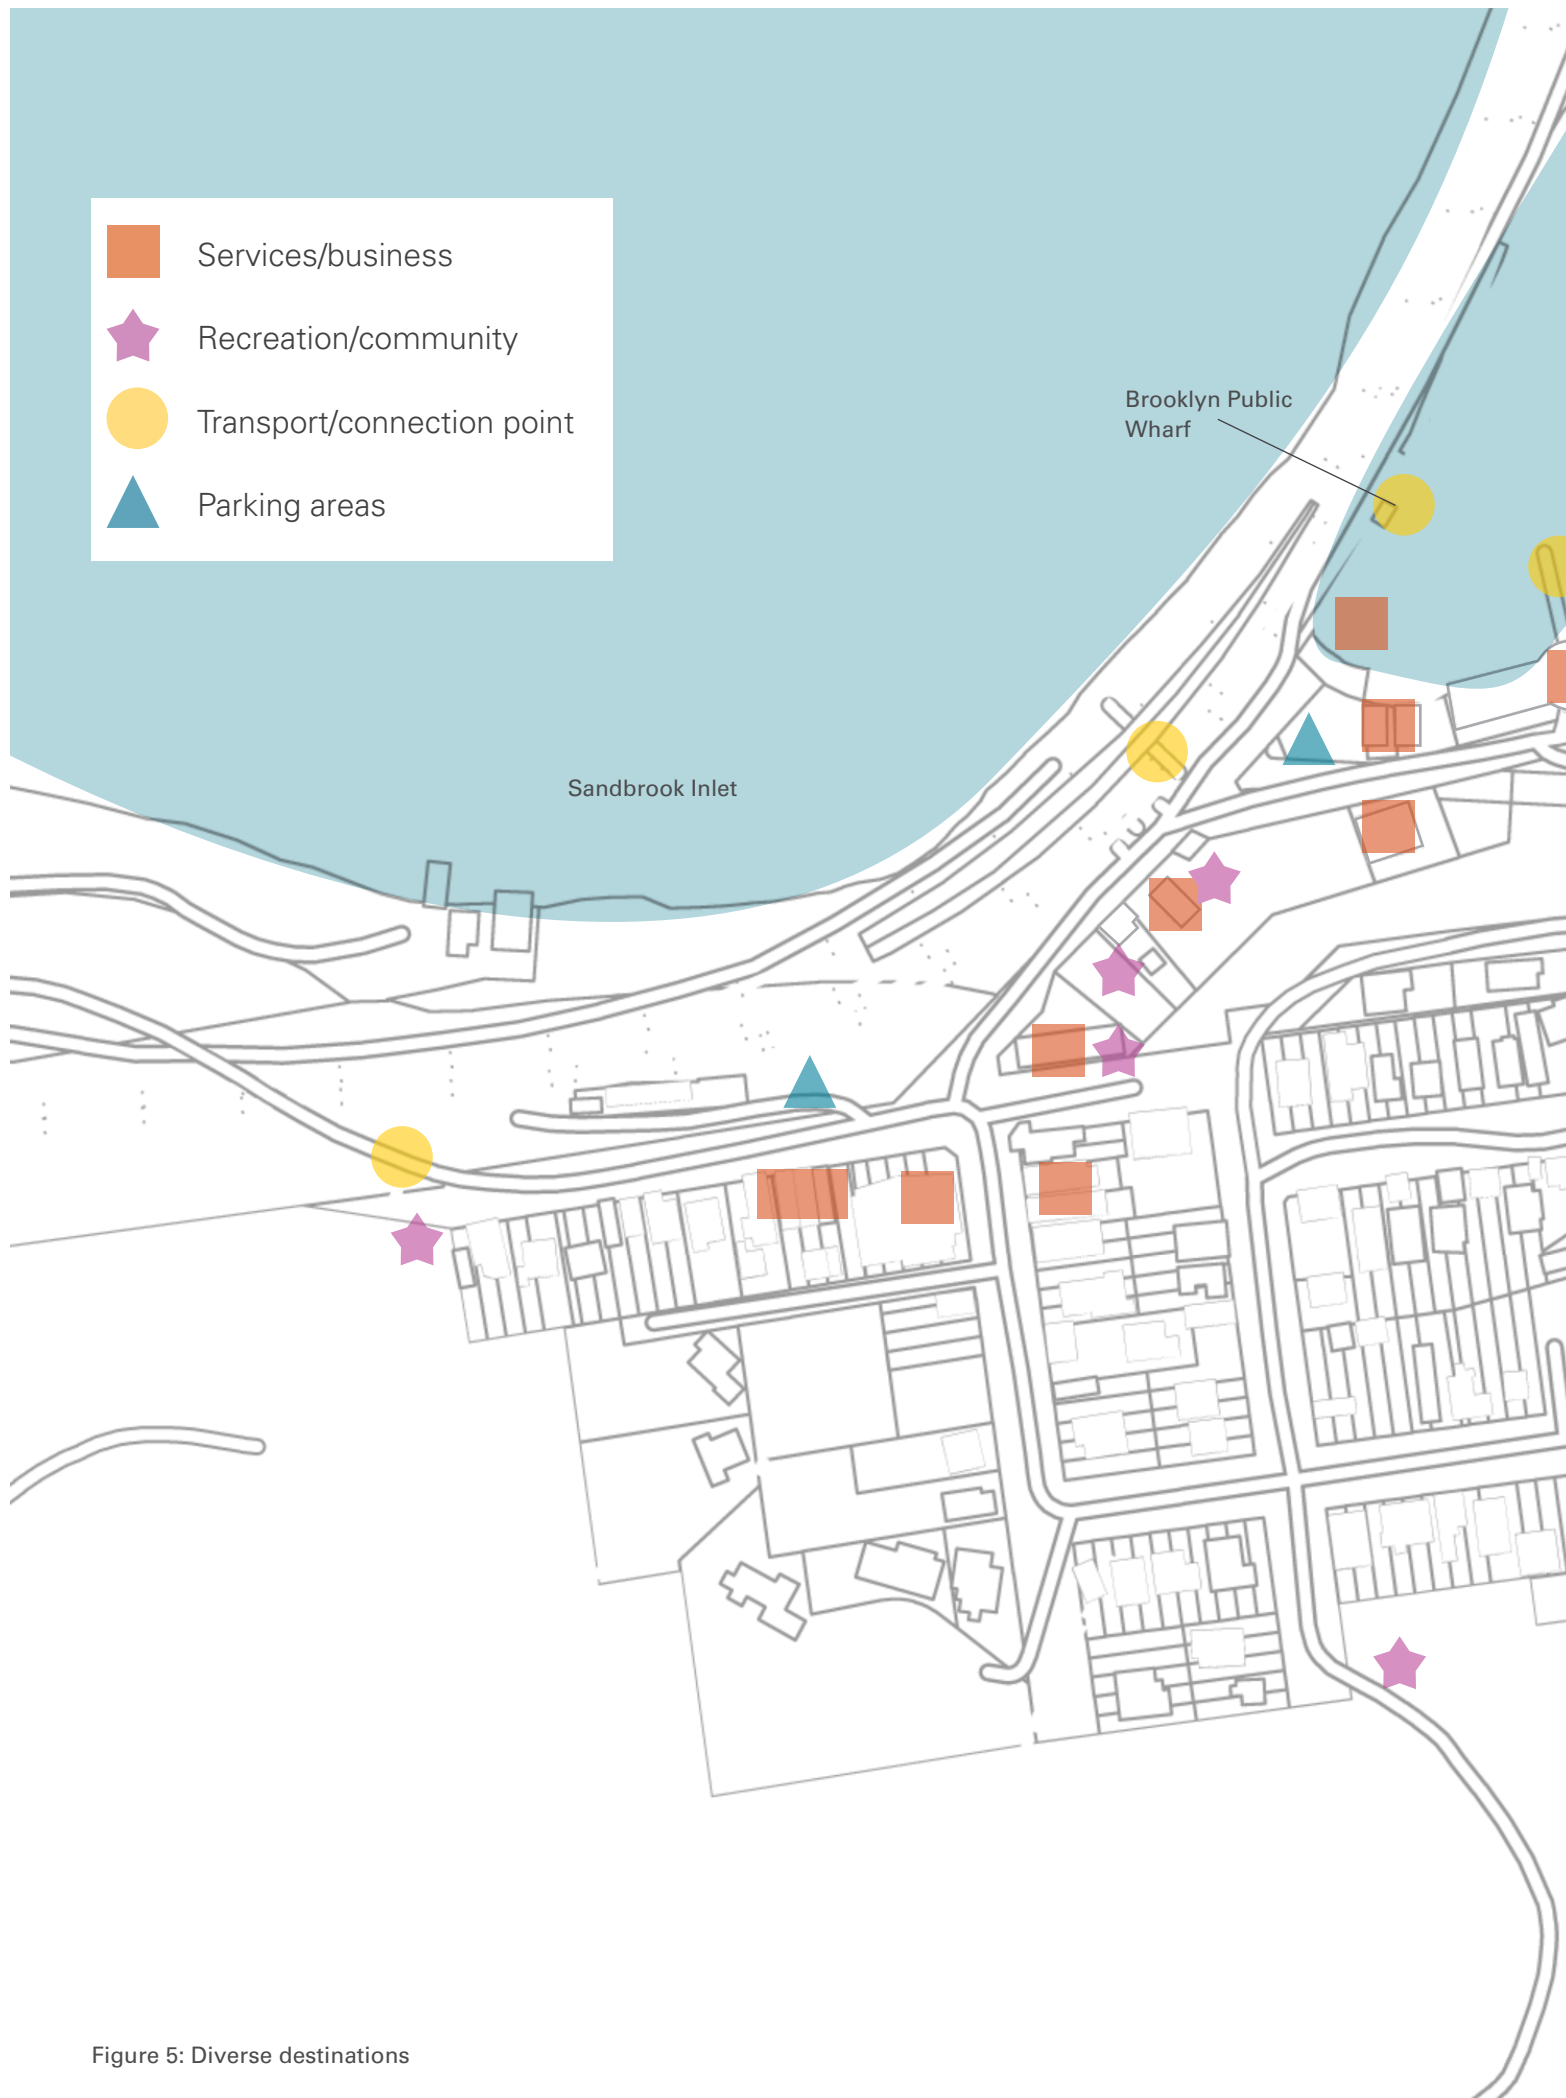 Services/business
Recreation/community
Transport/connection point
Parking areas
Brooklyn Public
Wharf
Sandbrook Inlet
Figure 5: Diverse destinations